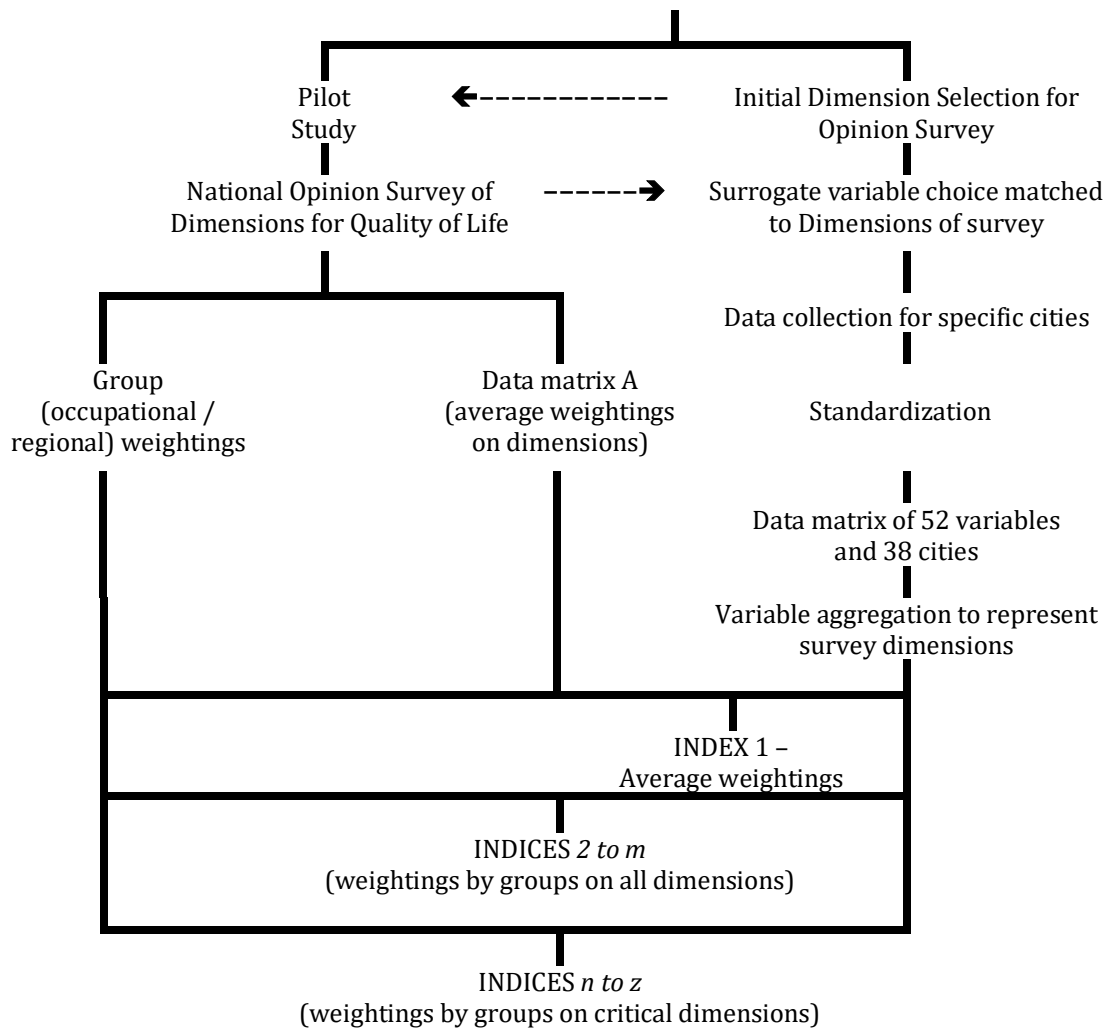 Pilot
Study
Initial Dimension Selection for
Opinion Survey
National Opinion Survey of
Dimensions for Quality of Life
Surrogate variable choice matched
to Dimensions of survey
Data collection for specific cities
Group
(occupational /
regional) weightings
Data matrix A
(average weightings
on dimensions)
Standardization
Data matrix of 52 variables
and 38 cities
Variable aggregation to represent
survey dimensions
INDEX 1 –
Average weightings
INDICES 2 to m
(weightings by groups on all dimensions)
INDICES n to z
(weightings by groups on critical dimensions)